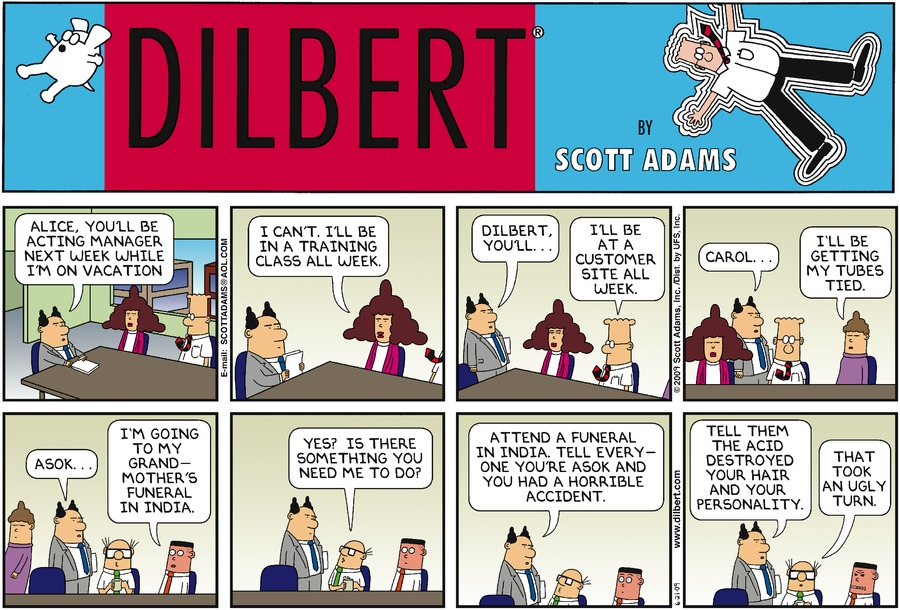 DILBERT®
BY
SCOTT ADAMS
ALICE, YOU'LL BE
ACTING MANAGER
NEXT WEEK WHILE
I'M ON VACATION
E-mail: SCOTTADAMS@AOL.COM
I CAN'T. I'LL BE
IN A TRAINING
CLASS ALL WEEK.
DILBERT,
YOU'LL...
I'LL BE
AT A
CUSTOMER
SITE ALL
WEEK.
© 2009 Scott Adams, Inc./Dist. by UFS, Inc.
CAROL...
I'LL BE
GETTING
MY TUBES
TIED.
ASOK...
I'M GOING
TO MY
GRAND-
MOTHER'S
FUNERAL
IN INDIA.
YES? IS THERE
SOMETHING YOU
NEED ME TO DO?
ATTEND A FUNERAL
IN INDIA. TELL EVERY-
ONE YOU'RE ASOK AND
YOU HAD A HORRIBLE
ACCIDENT.
www.dilbert.com
6-21-09
TELL THEM
THE ACID
DESTROYED
YOUR HAIR
AND YOUR
PERSONALITY.
THAT
TOOK
AN UGLY
TURN.